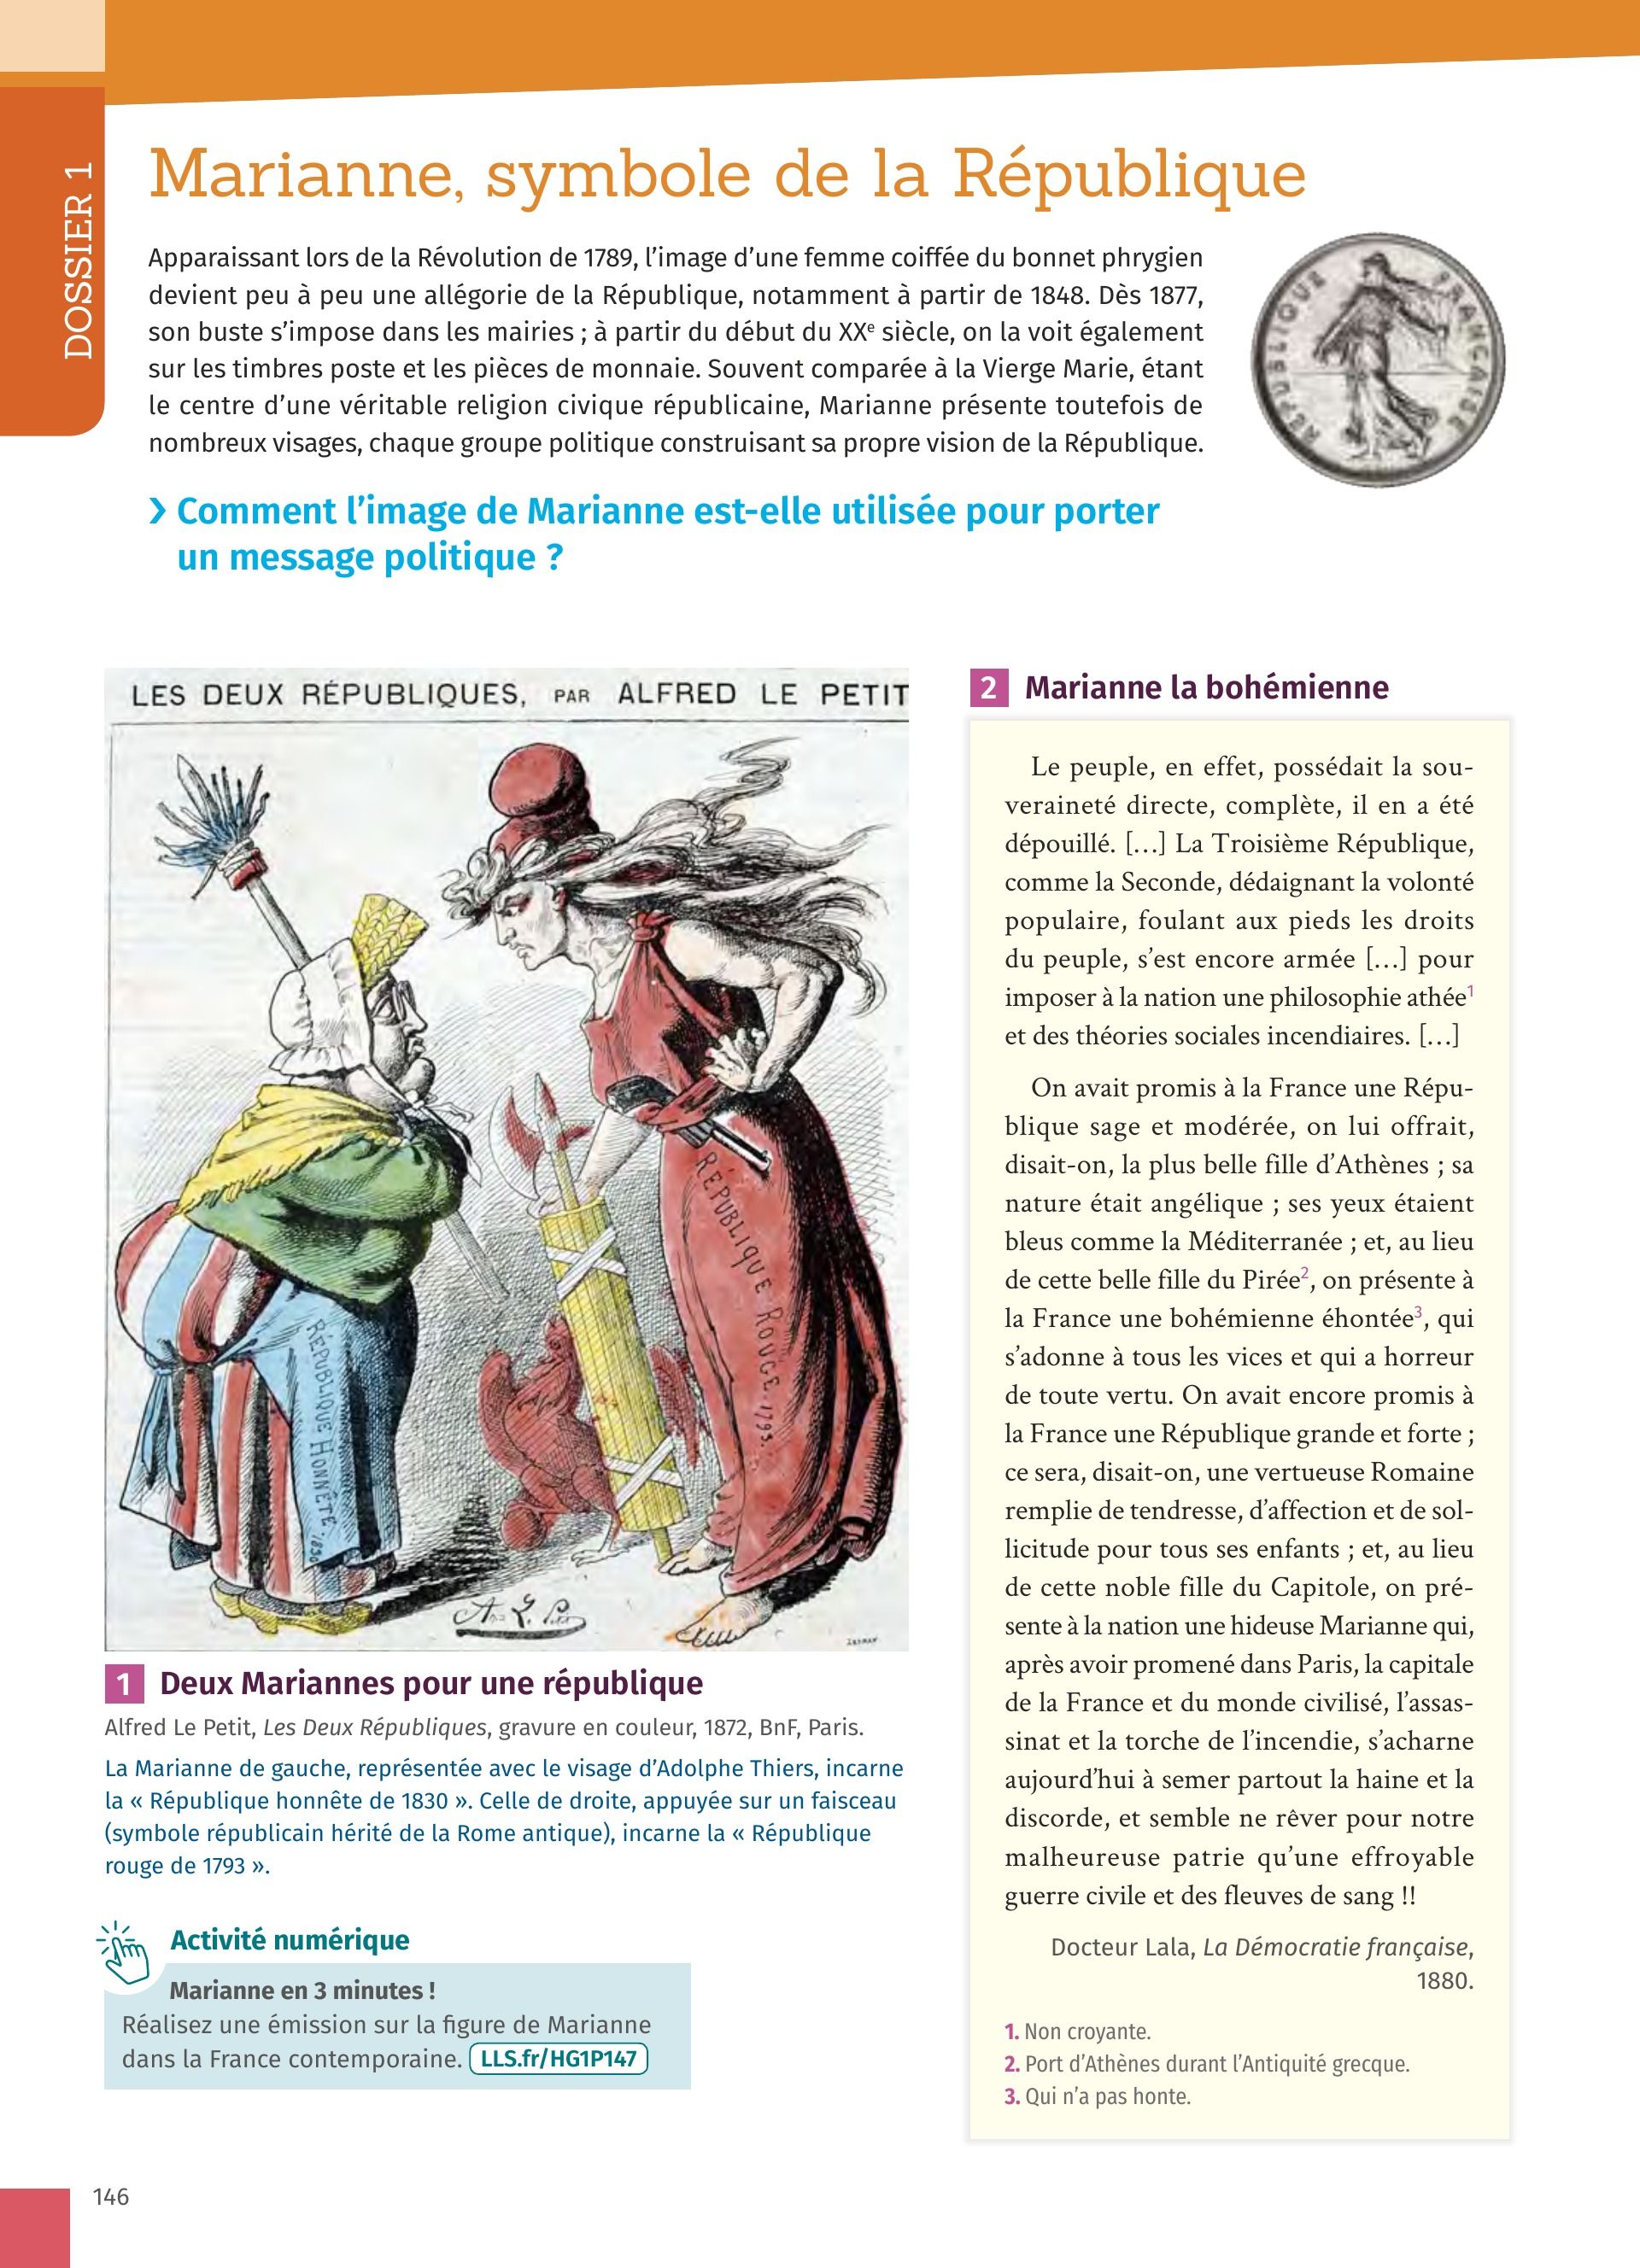 DOSSIER 1
Marianne, symbole de la République
Apparaissant lors de la Révolution de 1789, l’image d’une femme coiffée du bonnet phrygien
devient peu à peu une allégorie de la République, notamment à partir de 1848. Dès 1877,
son buste s’impose dans les mairies ; à partir du début du XXe siècle, on la voit également
sur les timbres poste et les pièces de monnaie. Souvent comparée à la Vierge Marie, étant
le centre d’une véritable religion civique républicaine, Marianne présente toutefois de
nombreux visages, chaque groupe politique construisant sa propre vision de la République.
REPUBLIQUE FRANÇAISE
› Comment l’image de Marianne est-elle utilisée pour porter
un message politique ?
LES DEUX RÉPUBLIQUES, PAR ALFRED LE PETIT
RÉPUBLIQUE HONNÊTE. 1830
RÉPUBLIQUE ROUGE. 1793.
1 Deux Mariannes pour une république
Alfred Le Petit, Les Deux Républiques, gravure en couleur, 1872, BnF, Paris.
La Marianne de gauche, représentée avec le visage d’Adolphe Thiers, incarne
la « République honnête de 1830 ». Celle de droite, appuyée sur un faisceau
(symbole républicain hérité de la Rome antique), incarne la « République
rouge de 1793 ».
Activité numérique
Marianne en 3 minutes !
Réalisez une émission sur la figure de Marianne
dans la France contemporaine. LLS.fr/HG1P147
2 Marianne la bohémienne
Le peuple, en effet, possédait la sou-
veraineté directe, complète, il en a été
dépouillé. […] La Troisième République,
comme la Seconde, dédaignant la volonté
populaire, foulant aux pieds les droits
du peuple, s’est encore armée […] pour
imposer à la nation une philosophie athée1
et des théories sociales incendiaires. […]
On avait promis à la France une Répu-
blique sage et modérée, on lui offrait,
disait-on, la plus belle fille d’Athènes ; sa
nature était angélique ; ses yeux étaient
bleus comme la Méditerranée ; et, au lieu
de cette belle fille du Pirée2, on présente à
la France une bohémienne éhontée3, qui
s’adonne à tous les vices et qui a horreur
de toute vertu. On avait encore promis à
la France une République grande et forte ;
ce sera, disait-on, une vertueuse Romaine
remplie de tendresse, d’affection et de sol-
licitude pour tous ses enfants ; et, au lieu
de cette noble fille du Capitole, on pré-
sente à la nation une hideuse Marianne qui,
après avoir promené dans Paris, la capitale
de la France et du monde civilisé, l’assas-
sinat et la torche de l’incendie, s’acharne
aujourd’hui à semer partout la haine et la
discorde, et semble ne rêver pour notre
malheureuse patrie qu’une effroyable
guerre civile et des fleuves de sang !!
Docteur Lala, La Démocratie française,
1880.
1. Non croyante.
2. Port d’Athènes durant l’Antiquité grecque.
3. Qui n’a pas honte.
146